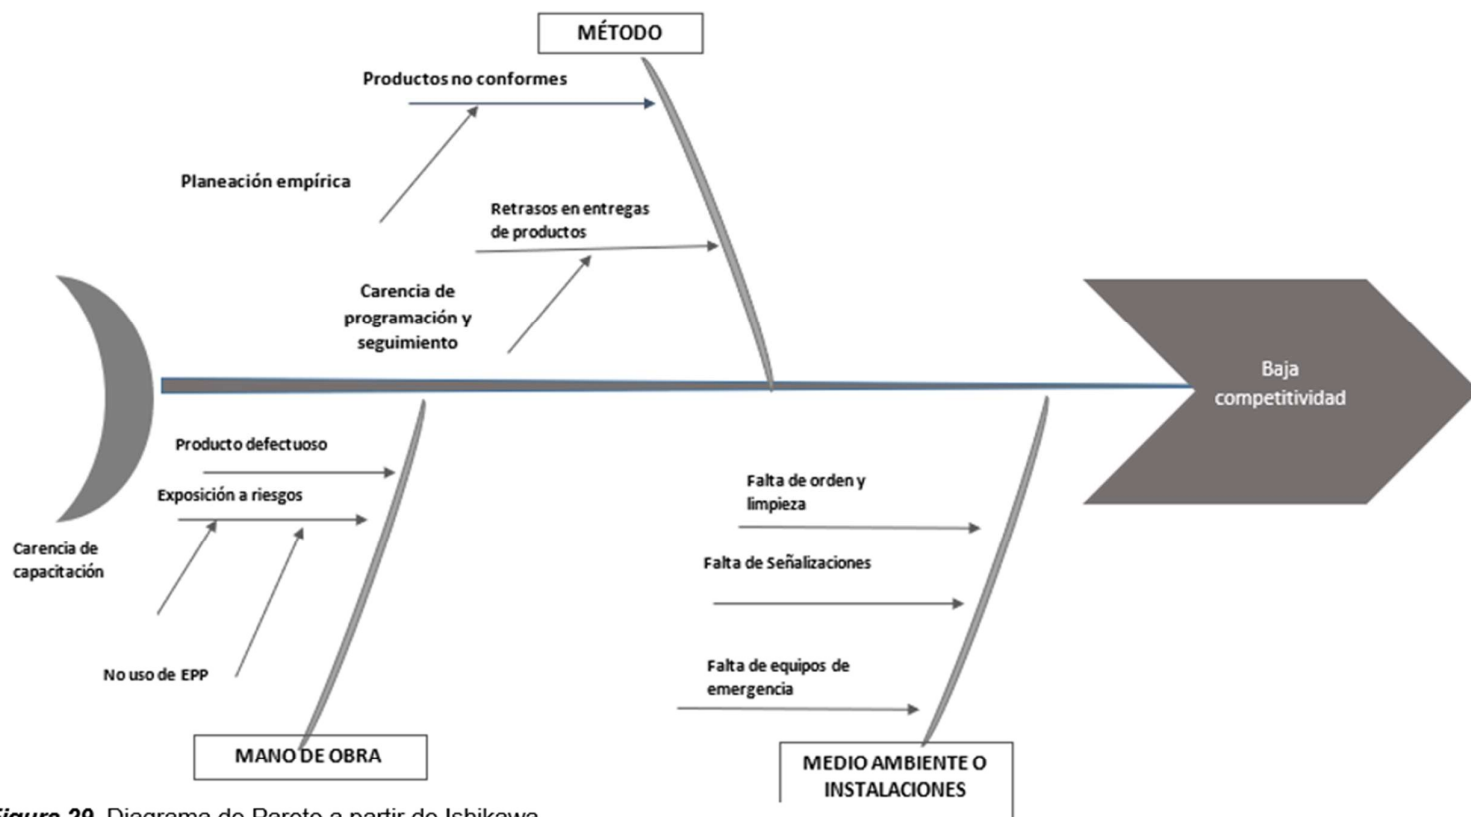 MÉTODO
Productos no conformes
Planeación empírica
Retrasos en entregas
de productos
Carencia de
programación y
seguimiento
Baja
competitividad
Producto defectuoso
Exposición a riesgos
Carencia de
capacitación
No uso de EPP
MANO DE OBRA
Falta de orden y
limpieza
Falta de Señalizaciones
Falta de equipos de
emergencia
MEDIO AMBIENTE O
INSTALACIONES
Figura 29. Diagrama de Pareto a partir de Ishikawa